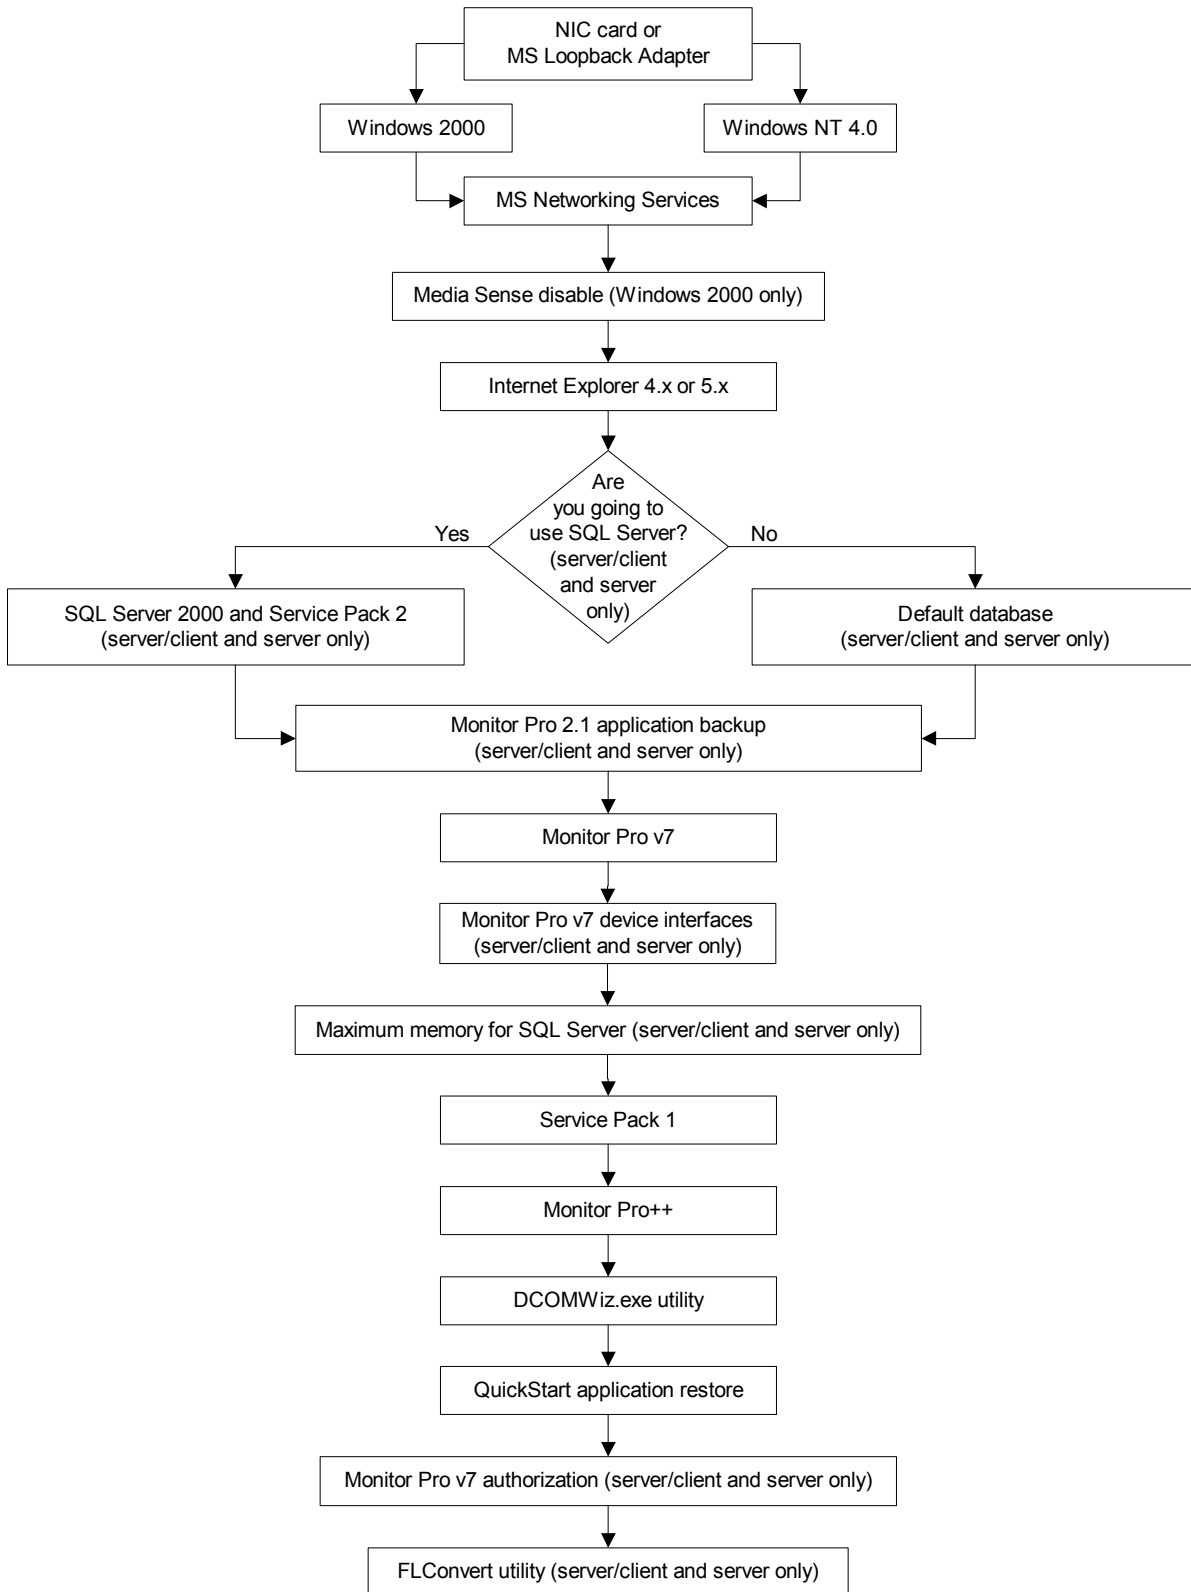 NIC card or
MS Loopback Adapter
Windows 2000
Windows NT 4.0
MS Networking Services
Media Sense disable (Windows 2000 only)
Internet Explorer 4.x or 5.x
Are
you going to
use SQL Server?
(server/client
and server
only)
Yes
No
SQL Server 2000 and Service Pack 2
(server/client and server only)
Default database
(server/client and server only)
Monitor Pro 2.1 application backup
(server/client and server only)
Monitor Pro v7
Monitor Pro v7 device interfaces
(server/client and server only)
Maximum memory for SQL Server (server/client and server only)
Service Pack 1
Monitor Pro++
DCOMWiz.exe utility
QuickStart application restore
Monitor Pro v7 authorization (server/client and server only)
FLConvert utility (server/client and server only)